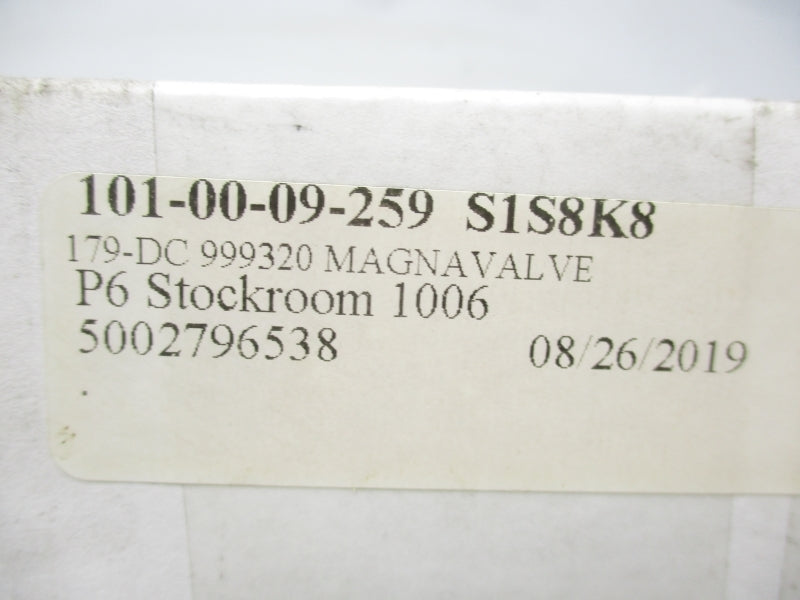 101-00-09-259 S1S8K8
179-DC 999320 MAGNAVALVE
P6 Stockroom 1006
5002796538 08/26/2019